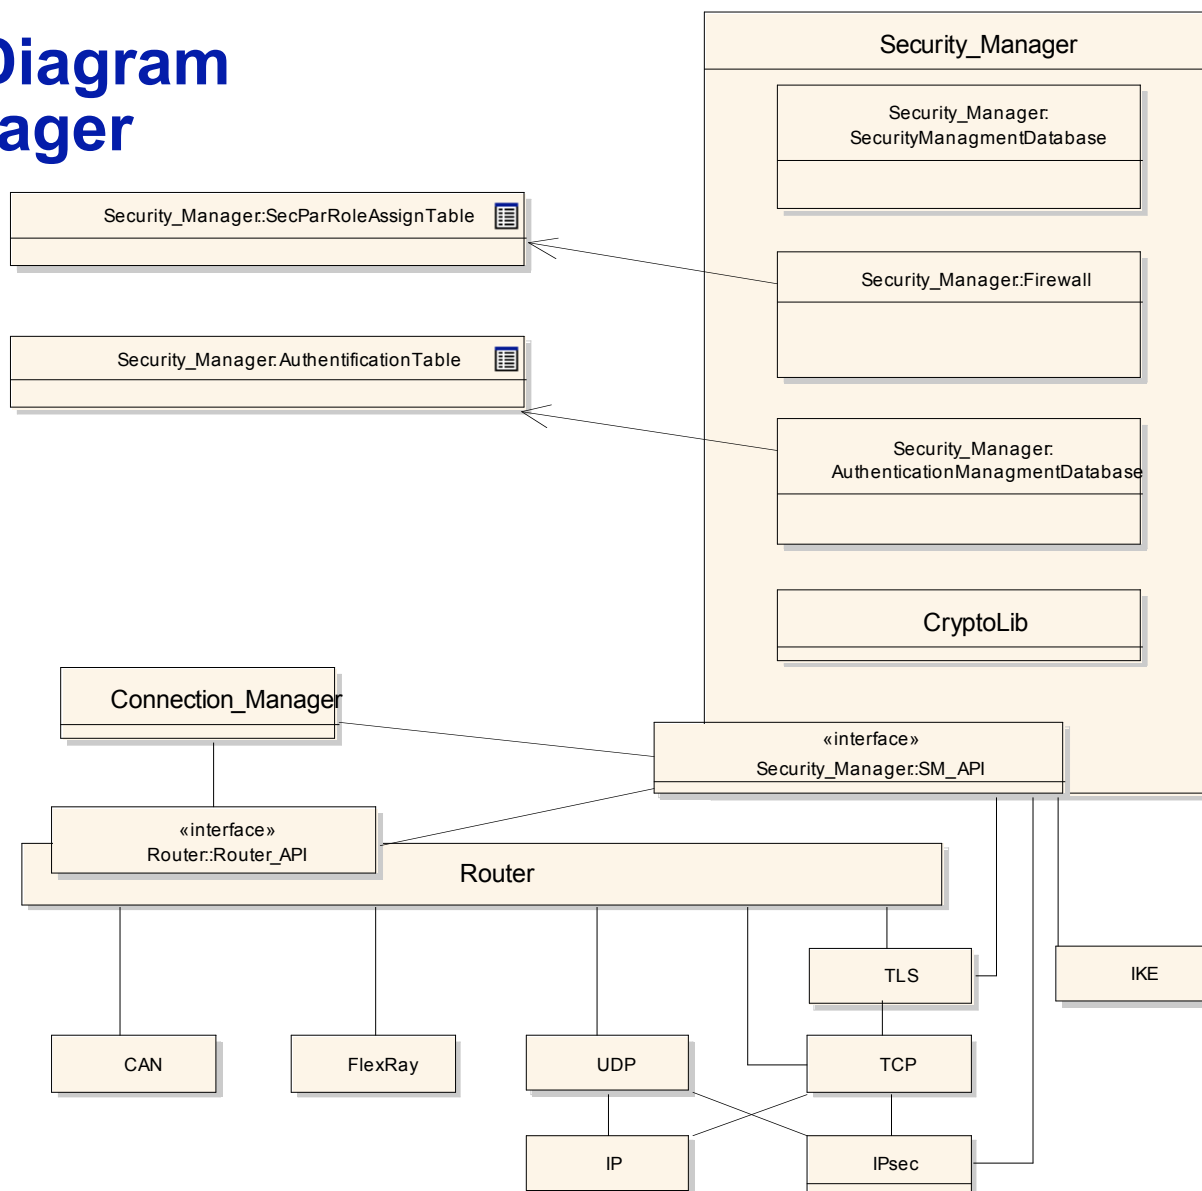 Diagram
ager
Security_Manager
Security_Manager:
SecurityManagmentDatabase
Security_Manager::SecParRoleAssignTable
Security_Manager::Firewall
Security_Manager:AuthentificationTable
Security_Manager:
AuthenticationManagmentDatabase
CryptoLib
Connection_Manager
«interface»
Security_Manager::SM_API
«interface»
Router::Router_API
Router
TLS
IKE
CAN
FlexRay
UDP
TCP
IP
IPsec